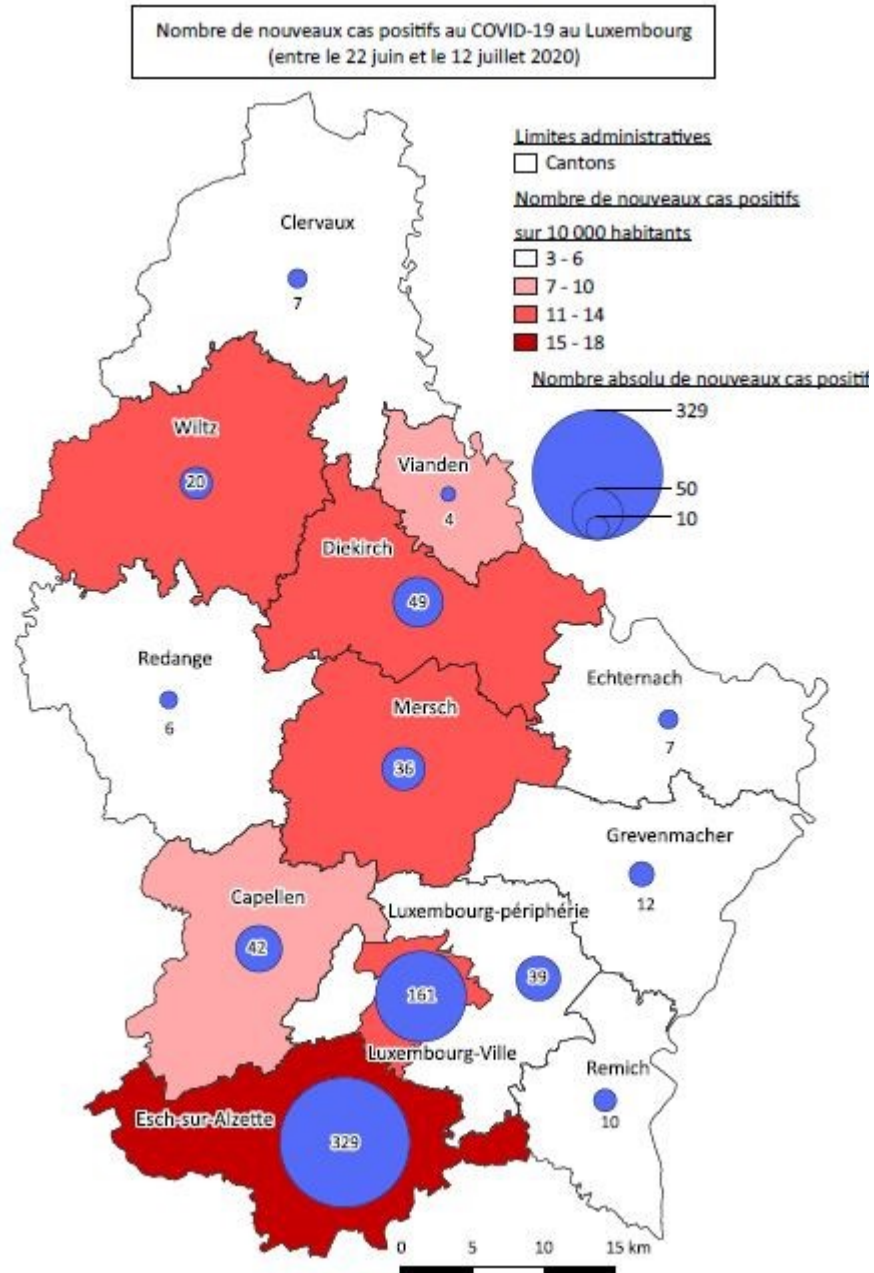 Nombre de nouveaux cas positifs au COVID-19 au Luxembourg
(entre le 22 juin et le 12 juillet 2020)
Limites administratives
Cantons
Nombre de nouveaux cas positifs
sur 10 000 habitants
3 - 6
7 - 10
11 - 14
15 - 18
Nombre absolu de nouveaux cas positif
329
50
10
Clervaux
7
Wiltz
20
Vianden
4
Diekirch
49
Redange
6
Echternach
7
Mersch
36
Grevenmacher
12
Capellen
42
Luxembourg-périphérie
39
161
Luxembourg-Ville
Remich
10
Esch-sur-Alzette
329
0 5 10 15 km